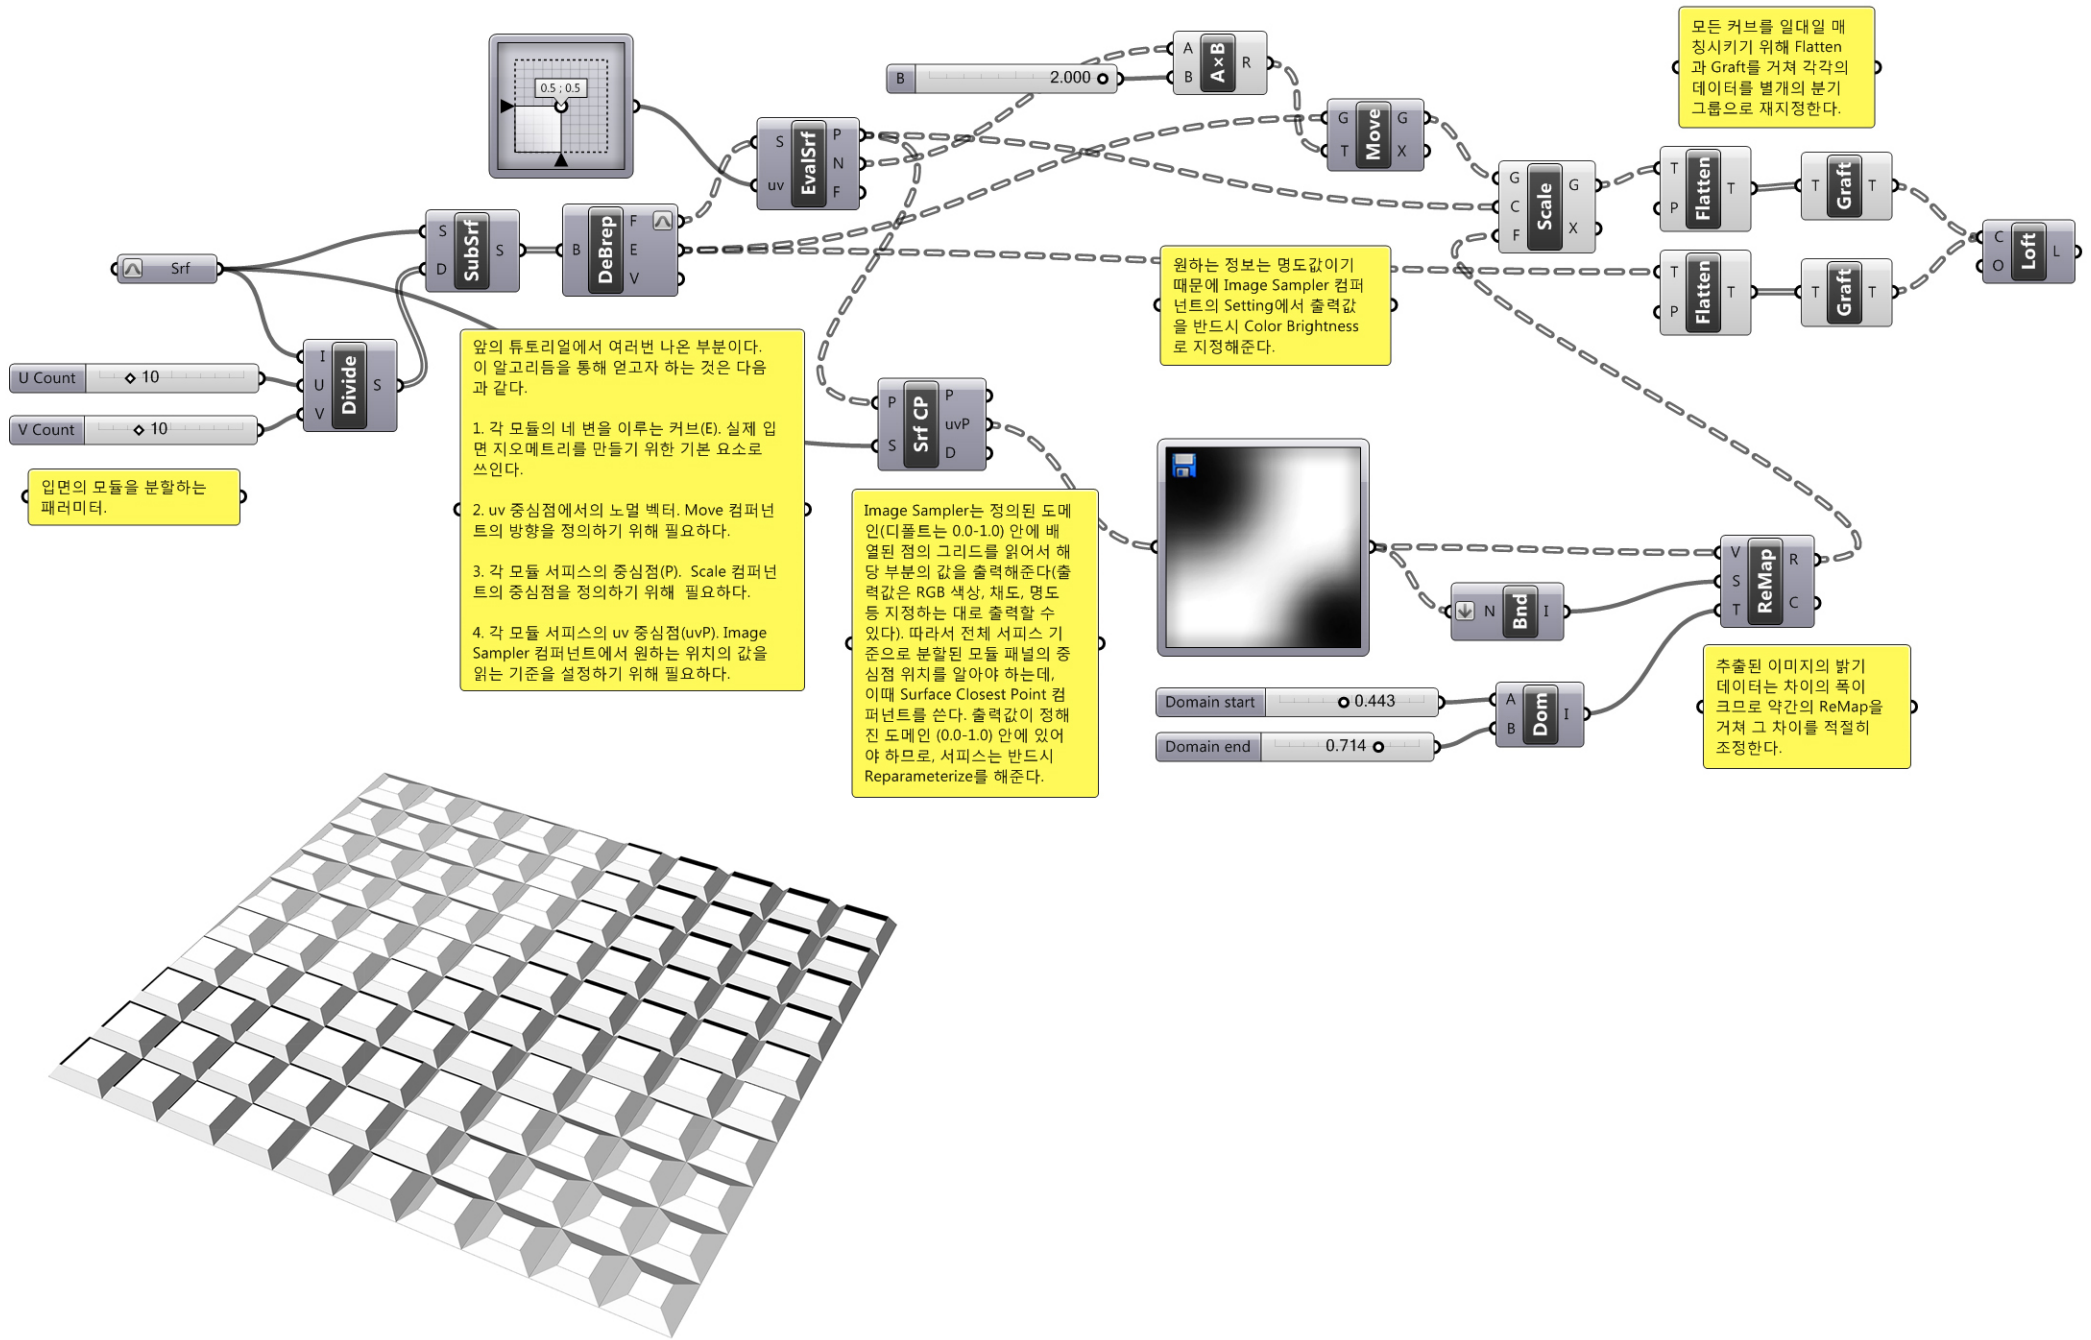 모든 커브를 일대일 매
칭시키기 위해 Flatten
과 Graft를 거쳐 각각의
데이터를 별개의 분기
그룹으로 재지정한다.
0.5 ; 0.5
B 2.000
A
B
A×B
R
S
uv
EvalSrf
P
N
F
G
T
Move
G
X
G
C
F
Scale
G
X
T
P
Flatten
T
T
Graft
T
T
P
Flatten
T
T
Graft
T
C
O
Loft
L
Srf
S
D
SubSrf
S
B
DeBrep
F
E
V
U Count 10
V Count 10
I
U
V
Divide
S
입면의 모듈을 분할하는
패러미터.
앞의 튜토리얼에서 여러번 나온 부분이다.
이 알고리듬을 통해 얻고자 하는 것은 다음
과 같다.
1. 각 모듈의 네 변을 이루는 커브(E). 실제 입
면 지오메트리를 만들기 위한 기본 요소로
쓰인다.
2. uv 중심점에서의 노멀 벡터. Move 컴퍼넌
트의 방향을 정의하기 위해 필요하다.
3. 각 모듈 서피스의 중심점(P).  Scale 컴퍼넌
트의 중심점을 정의하기 위해  필요하다.
4. 각 모듈 서피스의 uv 중심점(uvP). Image
Sampler 컴퍼넌트에서 원하는 위치의 값을
읽는 기준을 설정하기 위해 필요하다.
원하는 정보는 명도값이기
때문에 Image Sampler 컴퍼
넌트의 Setting에서 출력값
을 반드시 Color Brightness
로 지정해준다.
P
S
Srf CP
P
uvP
D
Image Sampler는 정의된 도메
인(디폴트는 0.0-1.0) 안에 배
열된 점의 그리드를 읽어서 해
당 부분의 값을 출력해준다(출
력값은 RGB 색상, 채도, 명도
등 지정하는 대로 출력할 수
있다). 따라서 전체 서피스 기
준으로 분할된 모듈 패널의 중
심점 위치를 알아야 하는데,
이때 Surface Closest Point 컴
퍼넌트를 쓴다. 출력값이 정해
진 도메인 (0.0-1.0) 안에 있어
야 하므로, 서피스는 반드시
Reparameterize를 해준다.
N
Bnd
I
V
S
T
ReMap
R
C
Domain start 0.443
Domain end 0.714
A
B
Dom
I
추출된 이미지의 밝기
데이터는 차이의 폭이
크므로 약간의 ReMap을
거쳐 그 차이를 적절히
조정한다.